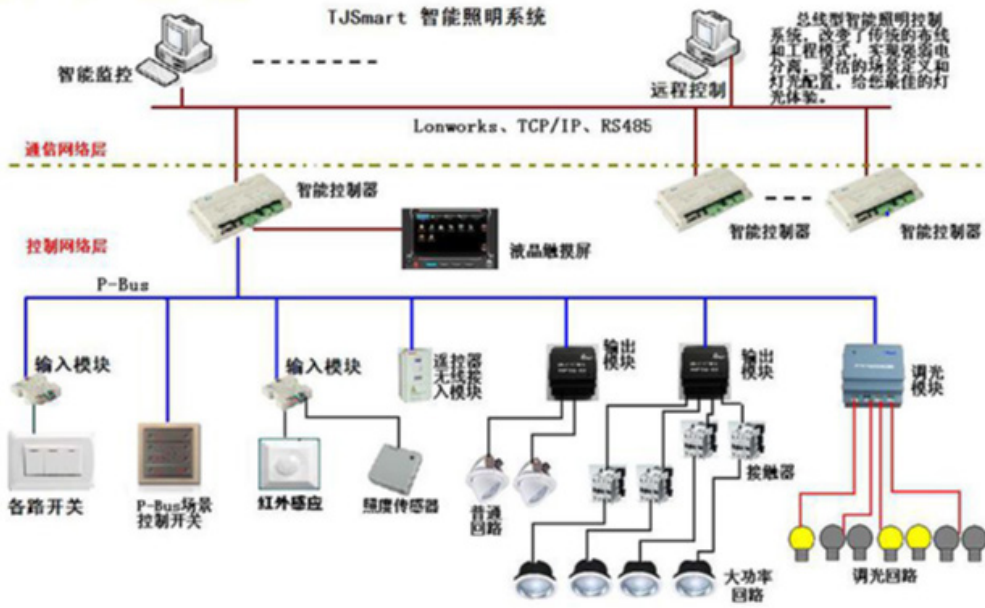 TJSmart 智能照明系统
总线型智能照明控制
系统，改变了传统的布线
和工程模式，实现强弱电
分离，灵活的场景定义和
灯光配置，给您最佳的灯
光体验。
智能监控
远程控制
Lonworks、TCP/IP、RS485
通信网络层
智能控制器
智能控制器
智能控制器
控制网络层
液晶触摸屏
P-Bus
输入模块
输入模块
遥控器
无线接
入模块
输出
模块
输出
模块
调光
模块
接触器
各路开关
P-Bus场景
控制开关
红外感应
照度传感器
普通
回路
大功率
回路
调光回路